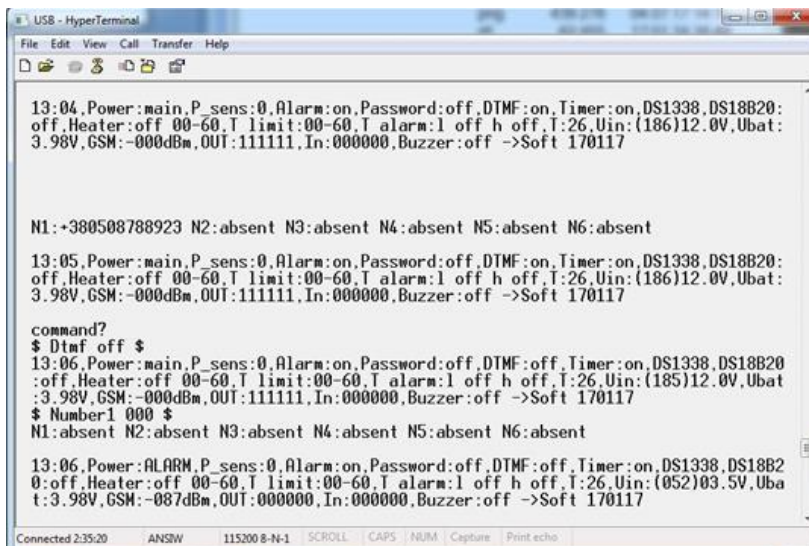 USB - HyperTerminal
File Edit View Call Transfer Help
13:04,Power:main,P_sens:0,Alarm:on,Password:off,DTMF:on,Timer:on,DS1338,DS18B20:
off,Heater:off 00-60,T limit:00-60,T alarm:l off h off,T:26,Uin:(186)12.0V,Ubat:
3.98V,GSM:-000dBm,OUT:111111,In:000000,Buzzer:off ->Soft 170117
N1:+380508788923 N2:absent N3:absent N4:absent N5:absent N6:absent
13:05,Power:main,P_sens:0,Alarm:on,Password:off,DTMF:on,Timer:on,DS1338,DS18B20:
off,Heater:off 00-60,T limit:00-60,T alarm:l off h off,T:26,Uin:(186)12.0V,Ubat:
3.98V,GSM:-000dBm,OUT:111111,In:000000,Buzzer:off ->Soft 170117
command?
$ Dtmf off $
13:06,Power:main,P_sens:0,Alarm:on,Password:off,DTMF:off,Timer:on,DS1338,DS18B20
:off,Heater:off 00-60,T limit:00-60,T alarm:l off h off,T:26,Uin:(185)12.0V,Ubat
:3.98V,GSM:-000dBm,OUT:111111,In:000000,Buzzer:off ->Soft 170117
$ Number1 000 $
N1:absent N2:absent N3:absent N4:absent N5:absent N6:absent
13:06,Power:ALARM,P_sens:0,Alarm:on,Password:off,DTMF:off,Timer:on,DS1338,DS18B2
0:off,Heater:off 00-60,T limit:00-60,T alarm:l off h off,T:26,Uin:(052)03.5V,Uba
t:3.98V,GSM:-087dBm,OUT:000000,In:000000,Buzzer:off ->Soft 170117
Connected 2:35:20 ANSIW 115200 8-N-1 SCROLL CAPS NUM Capture Print echo